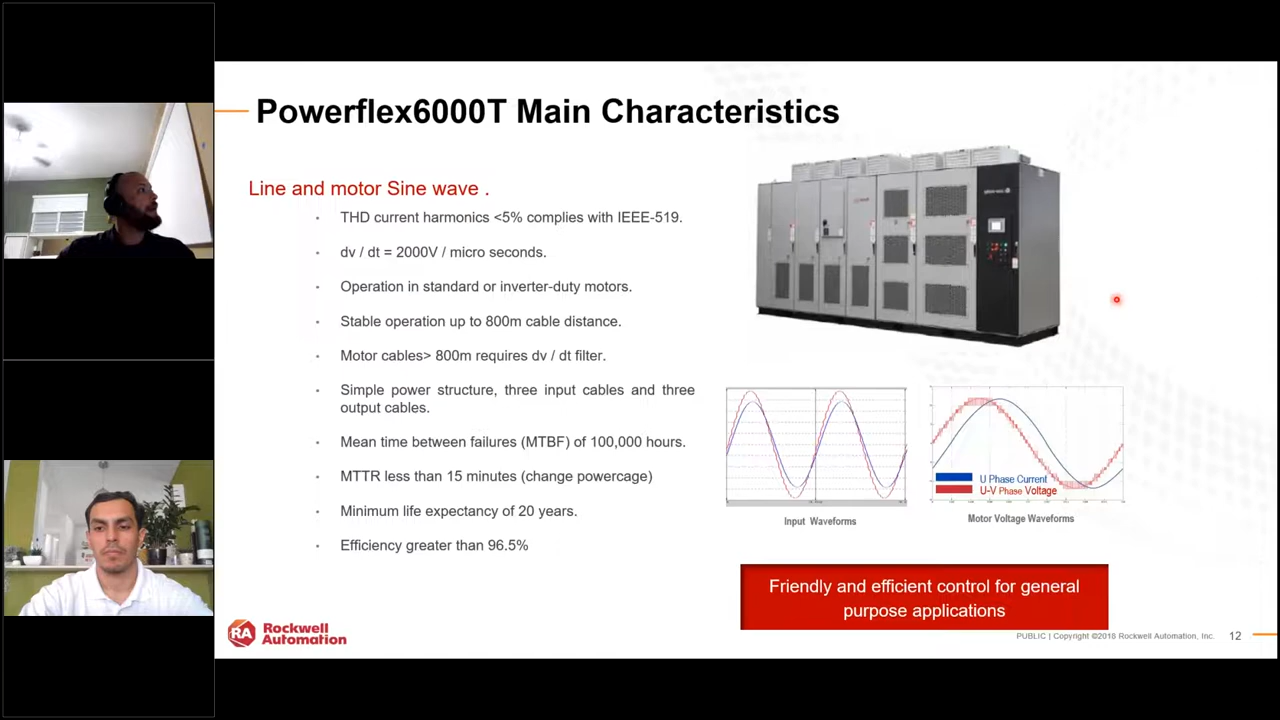 Powerflex6000T Main Characteristics
Line and motor Sine wave .
THD current harmonics <5% complies with IEEE-519.
dv / dt = 2000V / micro seconds.
Operation in standard or inverter-duty motors.
Stable operation up to 800m cable distance.
Motor cables> 800m requires dv / dt filter.
Simple power structure, three input cables and three
output cables.
Mean time between failures (MTBF) of 100,000 hours.
MTTR less than 15 minutes (change powercage)
Minimum life expectancy of 20 years.
Efficiency greater than 96.5%
U Phase Current
U-V Phase Voltage
Input Waveforms
Motor Voltage Waveforms
Friendly and efficient control for general
purpose applications
RA Rockwell
Automation
PUBLIC | Copyright ©2018 Rockwell Automation, Inc.
12